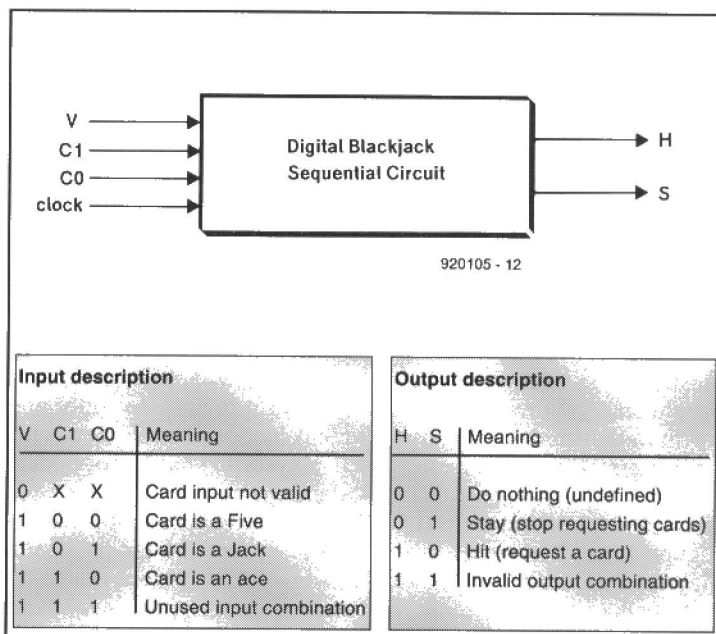 V
C1
C0
clock
Digital Blackjack
Sequential Circuit
H
S
920105 - 12
Input description
V C1 C0 Meaning
0 X X Card input not valid
1 0 0 Card is a Five
1 0 1 Card is a Jack
1 1 0 Card is an ace
1 1 1 Unused input combination
Output description
H S Meaning
0 0 Do nothing (undefined)
0 1 Stay (stop requesting cards)
1 0 Hit (request a card)
1 1 Invalid output combination